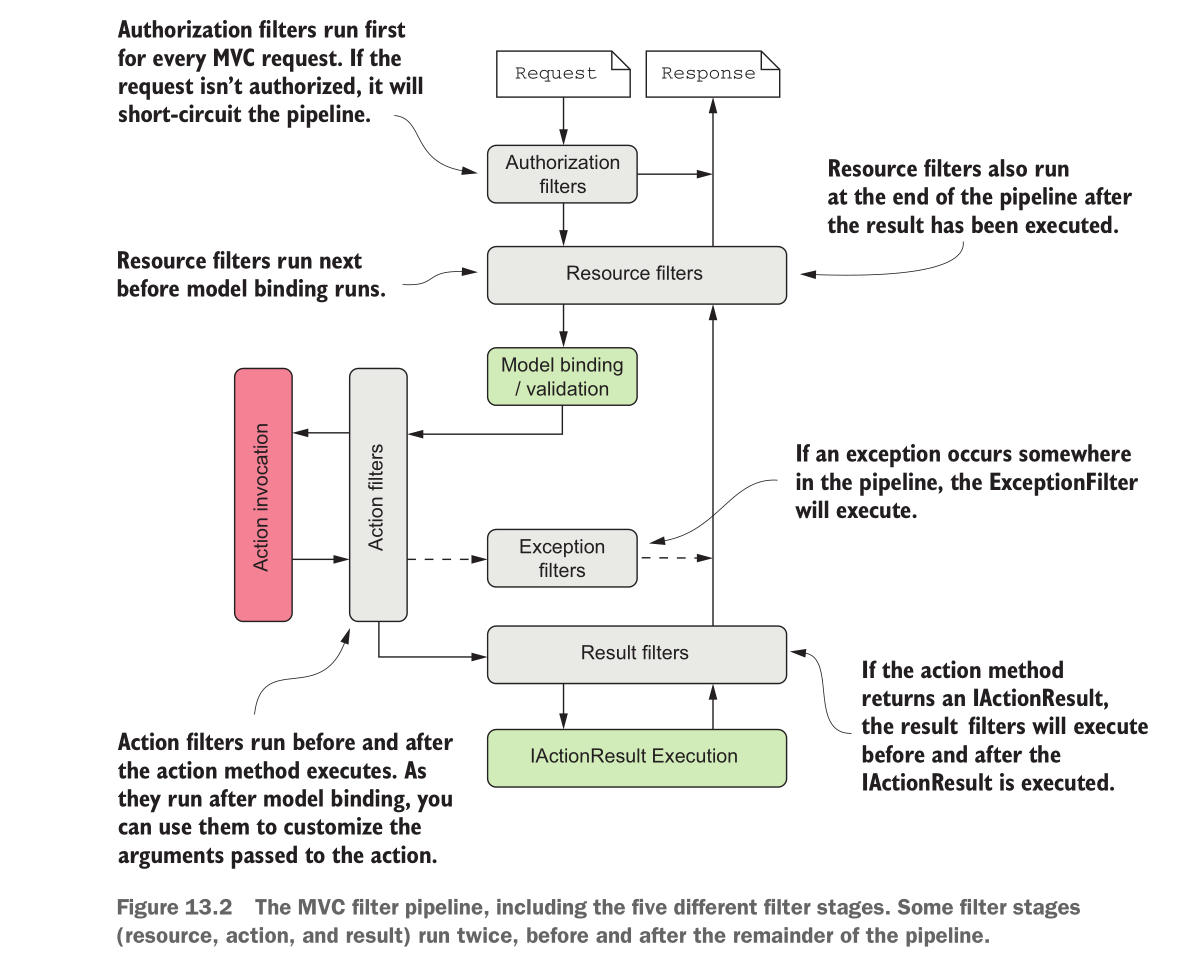 Authorization filters run first
for every MVC request. If the
request isn't authorized, it will
short-circuit the pipeline.
Request
Response
Authorization
filters
Resource filters also run
at the end of the pipeline after
the result has been executed.
Resource filters run next
before model binding runs.
Resource filters
Model binding
/ validation
Action invocation
Action filters
If an exception occurs somewhere
in the pipeline, the ExceptionFilter
will execute.
Exception
filters
Result filters
If the action method
returns an IActionResult,
the result filters will execute
before and after the
IActionResult is executed.
IActionResult Execution
Action filters run before and after
the action method executes. As
they run after model binding, you
can use them to customize the
arguments passed to the action.
Figure 13.2 The MVC filter pipeline, including the five different filter stages. Some filter stages
(resource, action, and result) run twice, before and after the remainder of the pipeline.